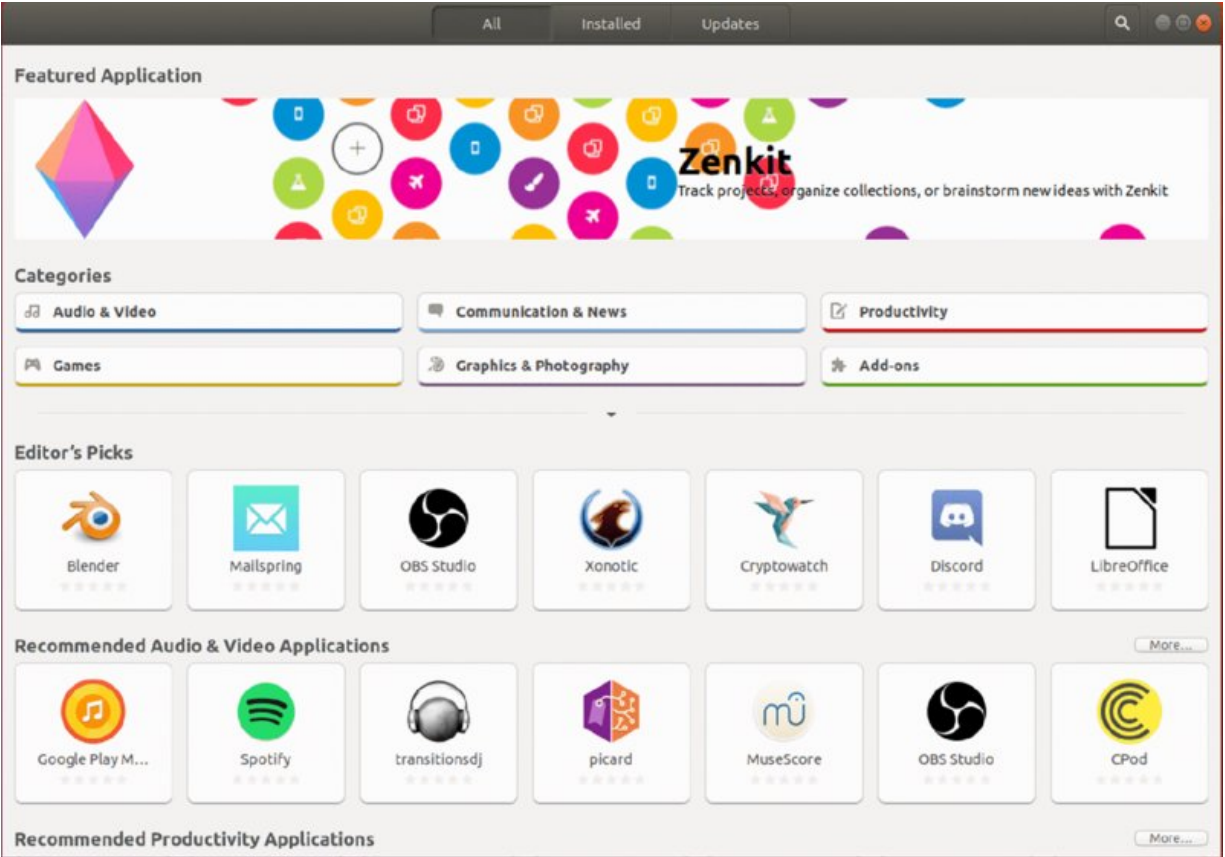 All Installed Updates
Featured Application
Zenkit
Track projects, organize collections, or brainstorm new ideas with Zenkit
Categories
Audio & Video Communication & News Productivity
Games Graphics & Photography Add-ons
Editor's Picks
Blender Mailspring OBS Studio Xonotic Cryptowatch Discord LibreOffice
Recommended Audio & Video Applications More...
Google Play M... Spotify transitionsdj picard MuseScore OBS Studio CPod
Recommended Productivity Applications More...